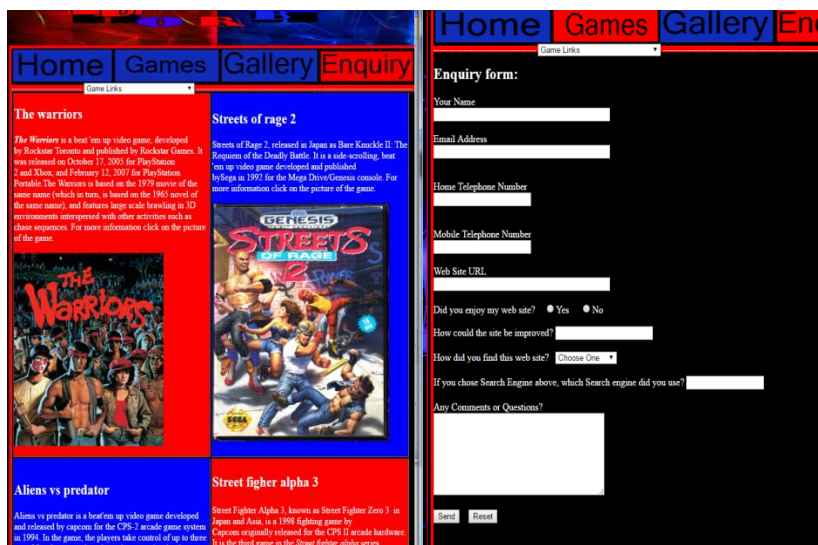 Home Games Gallery Enquiry
Game Links
The warriors
The Warriors is a beat 'em up video game, developed
by Rockstar Toronto and published by Rockstar Games. It
was released on October 17, 2005 for PlayStation
2 and Xbox, and February 12, 2007 for PlayStation
Portable.The Warriors is based on the 1979 movie of the
same name (which in turn, is based on the 1965 novel of
the same name), and features large scale brawling in 3D
environments interspersed with other activities such as
chase sequences. For more information click on the picture
of the game.
THE
WARRIORS
Streets of rage 2
Streets of Rage 2, released in Japan as Bare Knuckle II: The
Requiem of the Deadly Battle. It is a side-scrolling, beat
'em up video game developed and published
bySega in 1992 for the Mega Drive/Genesis console. For
more information click on the picture of the game.
GENESIS
STREETS
OF RAGE
2
SEGA
Aliens vs predator
Aliens vs predator is a beat'em up video game developed
and released by capcom for the CPS-2 arcade game system
in 1994. In the game, the players take control of up to three
Street figher alpha 3
Street Fighter Alpha 3, known as Street Fighter Zero 3 in
Japan and Asia, is a 1998 fighting game by
Capcom originally released for the CPS II arcade hardware.
It is the third game in the Street fighter alpha series
Home Games Gallery En
Game Links
Enquiry form:
Your Name
Email Address
Home Telephone Number
Mobile Telephone Number
Web Site URL
Did you enjoy my web site? Yes No
How could the site be improved?
How did you find this web site? Choose One
If you chose Search Engine above, which Search engine did you use?
Any Comments or Questions?
Send Reset